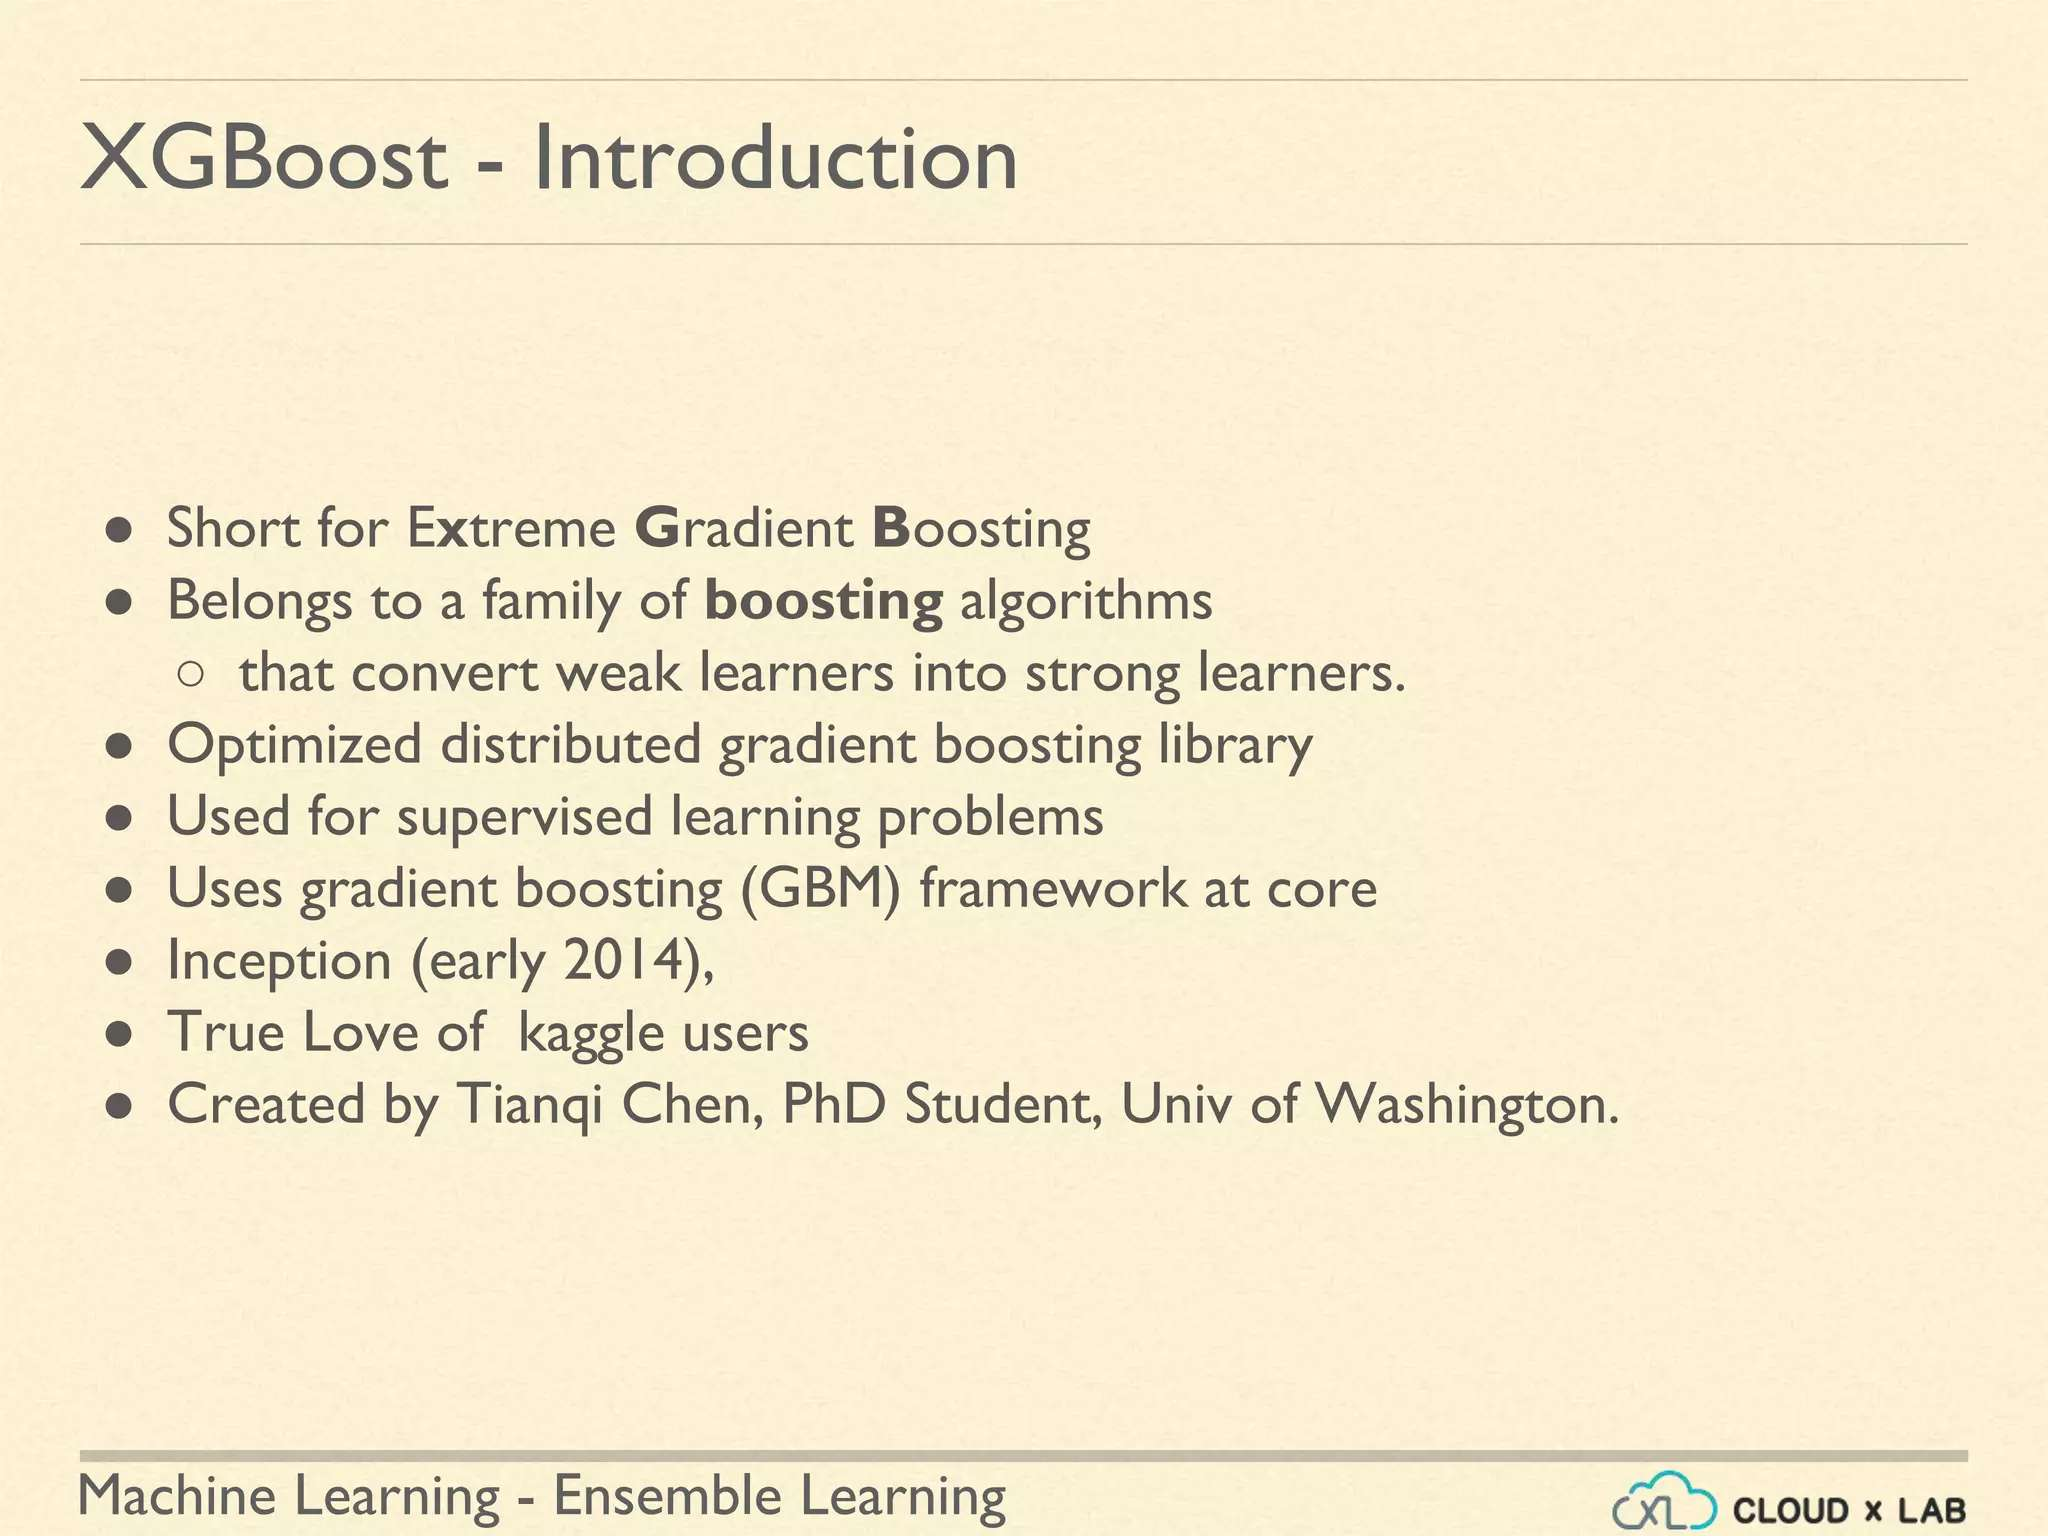 XGBoost - Introduction
● Short for Extreme Gradient Boosting
● Belongs to a family of boosting algorithms
○ that convert weak learners into strong learners.
● Optimized distributed gradient boosting library
● Used for supervised learning problems
● Uses gradient boosting (GBM) framework at core
● Inception (early 2014),
● True Love of  kaggle users
● Created by Tianqi Chen, PhD Student, Univ of Washington.
Machine Learning - Ensemble Learning
CXL CLOUD x LAB